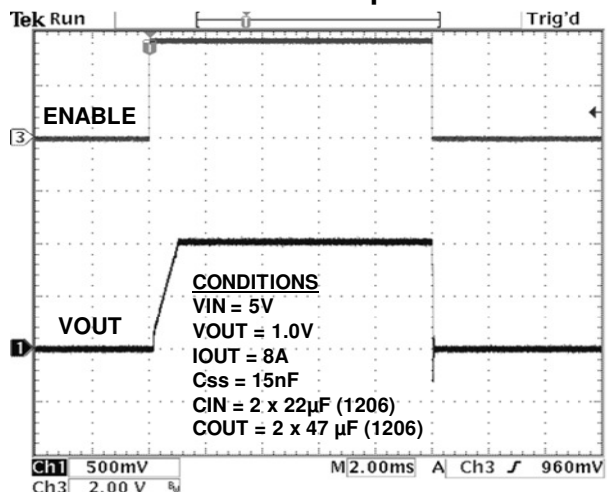 Tek Run
Trig'd
T
T
ENABLE
3
CONDITIONS
VIN = 5V
VOUT = 1.0V
VOUT
IOUT = 8A
1
Css = 15nF
CIN = 2 x 22µF (1206)
COUT = 2 x 47 µF (1206)
Ch1 500mV M 2.00ms A Ch3 ∫ 960mV
Ch3 2.00 V